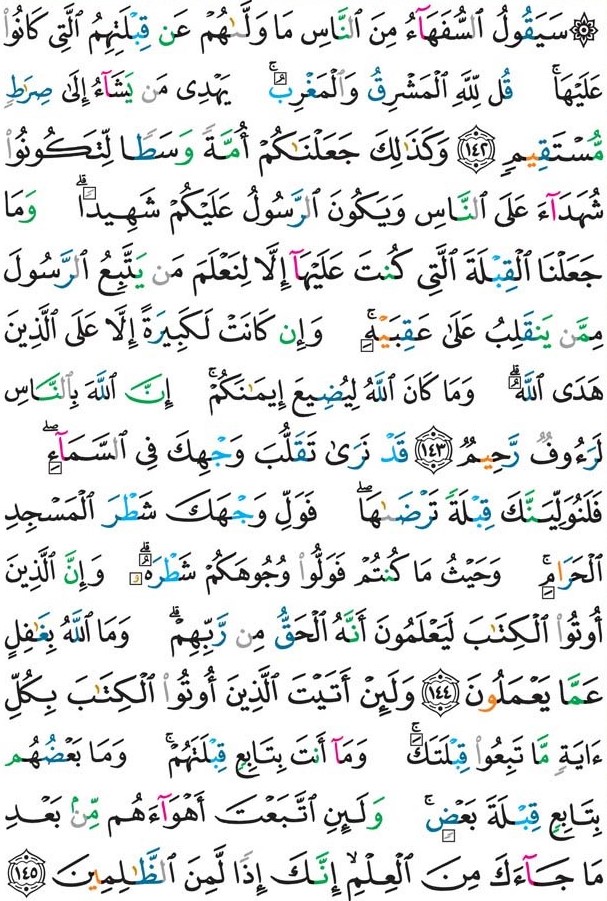 ۞ سَيَقُولُ ٱلسُّفَهَآءُ مِنَ ٱلنَّاسِ مَا وَلَّىٰهُمْ عَن قِبْلَتِهِمُ ٱلَّتِى كَانُوا۟
عَلَيْهَا ۚ قُل لِّلَّهِ ٱلْمَشْرِقُ وَٱلْمَغْرِبُ ۚ يَهْدِى مَن يَشَآءُ إِلَىٰ صِرَٰطٍ
مُّسْتَقِيمٍ ١٤٢ وَكَذَٰلِكَ جَعَلْنَٰكُمْ أُمَّةً وَسَطًا لِّتَكُونُوا۟
شُهَدَآءَ عَلَى ٱلنَّاسِ وَيَكُونَ ٱلرَّسُولُ عَلَيْكُمْ شَهِيدًا ۗ وَمَا
جَعَلْنَا ٱلْقِبْلَةَ ٱلَّتِى كُنتَ عَلَيْهَآ إِلَّا لِنَعْلَمَ مَن يَتَّبِعُ ٱلرَّسُولَ
مِمَّن يَنقَلِبُ عَلَىٰ عَقِبَيْهِ ۚ وَإِن كَانَتْ لَكَبِيرَةً إِلَّا عَلَى ٱلَّذِينَ
هَدَى ٱللَّهُ ۗ وَمَا كَانَ ٱللَّهُ لِيُضِيعَ إِيمَٰنَكُمْ ۚ إِنَّ ٱللَّهَ بِٱلنَّاسِ
لَرَءُوفٌ رَّحِيمٌ ١٤٣ قَدْ نَرَىٰ تَقَلُّبَ وَجْهِكَ فِى ٱلسَّمَآءِ ۖ
فَلَنُوَلِّيَنَّكَ قِبْلَةً تَرْضَىٰهَا ۖ فَوَلِّ وَجْهَكَ شَطْرَ ٱلْمَسْجِدِ
ٱلْحَرَامِ ۚ وَحَيْثُ مَا كُنتُمْ فَوَلُّوا۟ وُجُوهَكُمْ شَطْرَهُۥ ۗ وَإِنَّ ٱلَّذِينَ
أُوتُوا۟ ٱلْكِتَٰبَ لَيَعْلَمُونَ أَنَّهُ ٱلْحَقُّ مِن رَّبِّهِمْ ۗ وَمَا ٱللَّهُ بِغَٰفِلٍ
عَمَّا يَعْمَلُونَ ١٤٤ وَلَئِنْ أَتَيْتَ ٱلَّذِينَ أُوتُوا۟ ٱلْكِتَٰبَ بِكُلِّ
ءَايَةٍ مَّا تَبِعُوا۟ قِبْلَتَكَ ۚ وَمَآ أَنتَ بِتَابِعٍ قِبْلَتَهُمْ ۚ وَمَا بَعْضُهُم
بِتَابِعٍ قِبْلَةَ بَعْضٍ ۚ وَلَئِنِ ٱتَّبَعْتَ أَهْوَآءَهُم مِّنۢ بَعْدِ
مَا جَآءَكَ مِنَ ٱلْعِلْمِ ۙ إِنَّكَ إِذًا لَّمِنَ ٱلظَّٰلِمِينَ ١٤٥